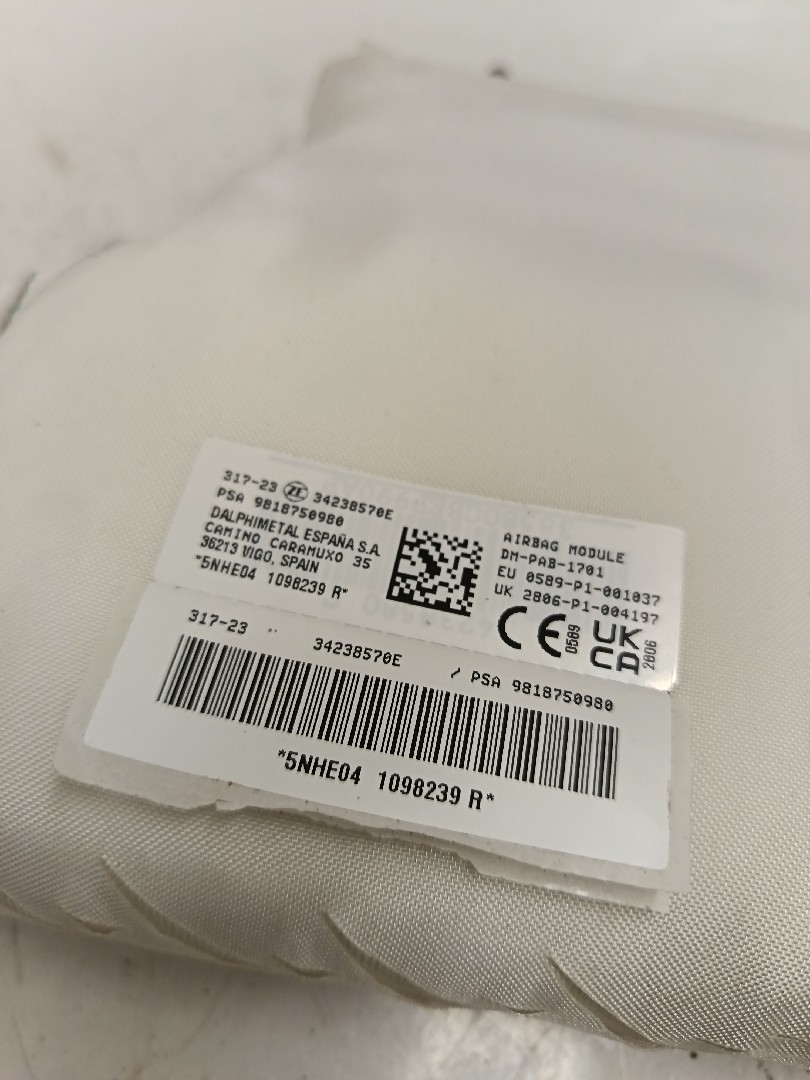 317-23 ZF 34238570E
PSA 9818750980
DALPHIMETAL ESPAÑA S.A
CAMINO CARAMUXO 35
36213 VIGO, SPAIN
*5NHE04 1098239 R*
AIRBAG MODULE
DM-PAB-1701
EU 0589-P1-001037
UK 2806-P1-004197
CE 0589
UK
CA 2806
317-23 34238570E / PSA 9818750980
*5NHE04 1098239 R*